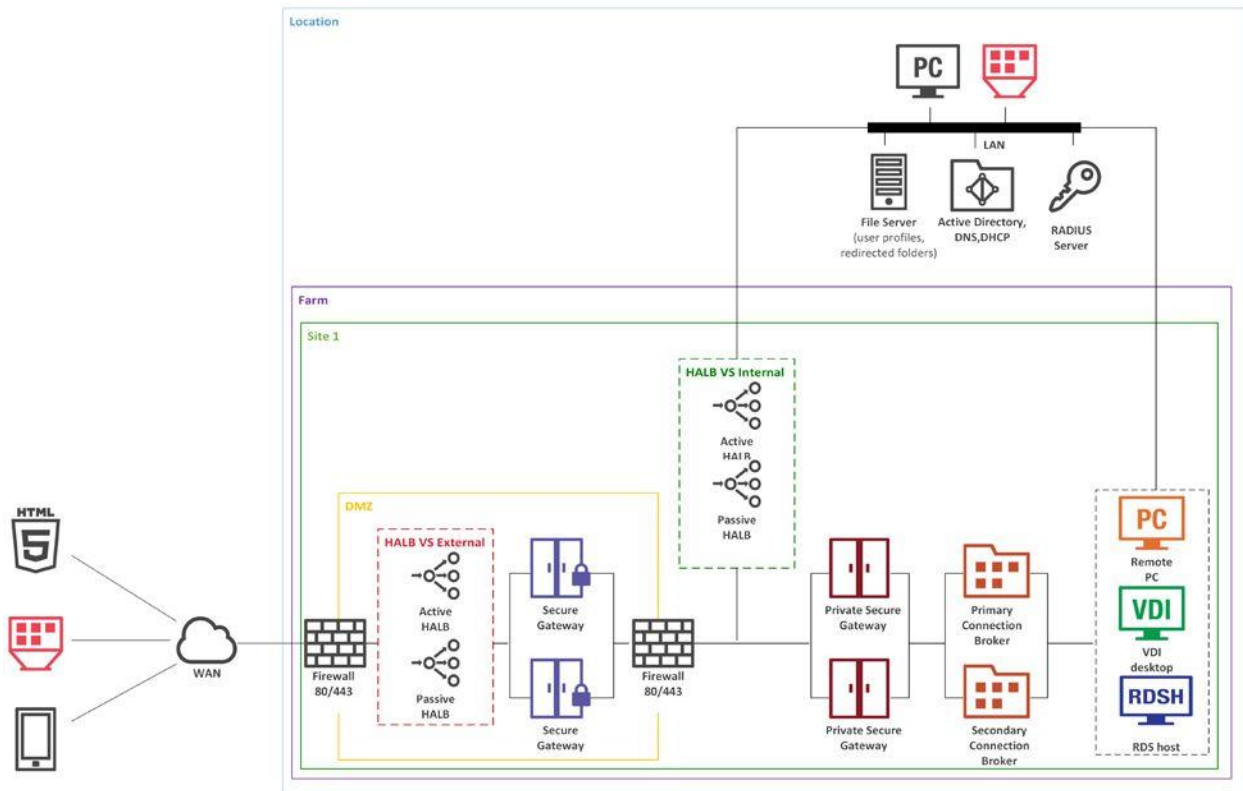 Location
PC
LAN
File Server
(user profiles,
redirected folders)
Active Directory,
DNS,DHCP
RADIUS
Server
Farm
Site 1
HALB VS Internal
Active
HALB
Passive
HALB
HTML
5
WAN
DMZ
HALB VS External
Active
HALB
Passive
HALB
Firewall
80/443
Secure
Gateway
Secure
Gateway
Firewall
80/443
Private Secure
Gateway
Private Secure
Gateway
Primary
Connection
Broker
Secondary
Connection
Broker
PC
Remote
PC
VDI
VDI
desktop
RDSH
RDS host